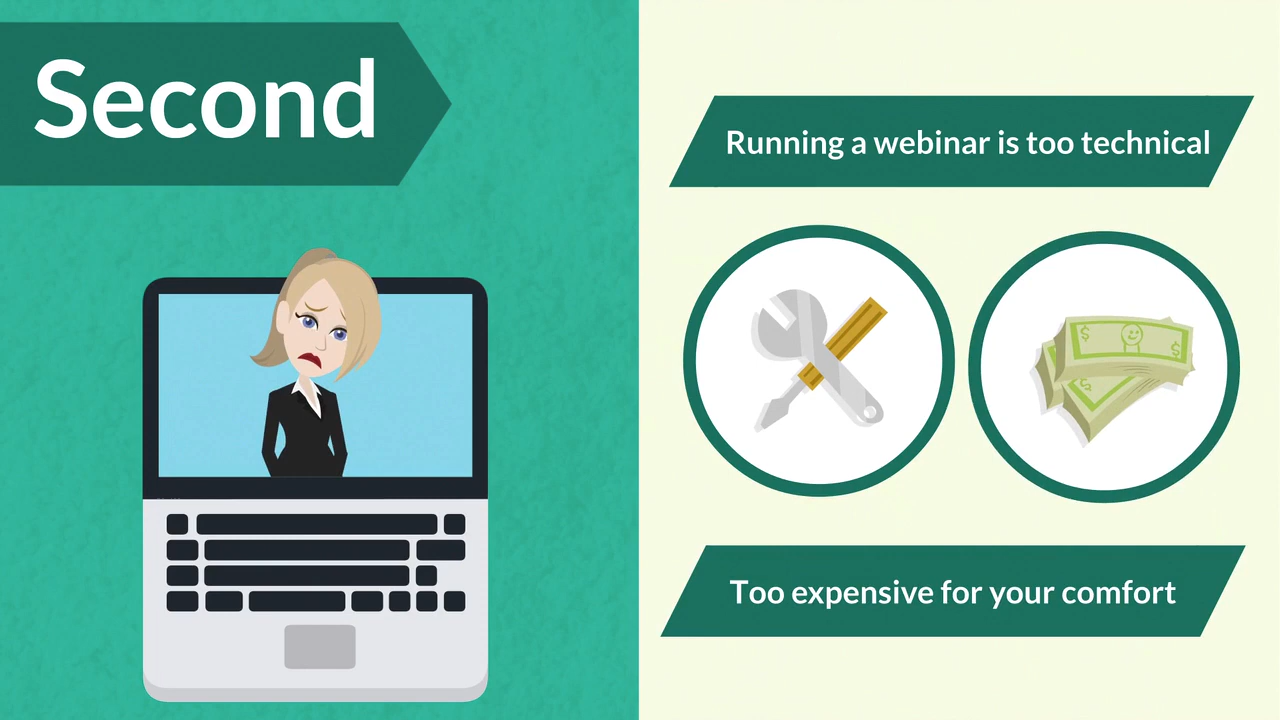 Second
Running a webinar is too technical
$
$
$
Too expensive for your comfort